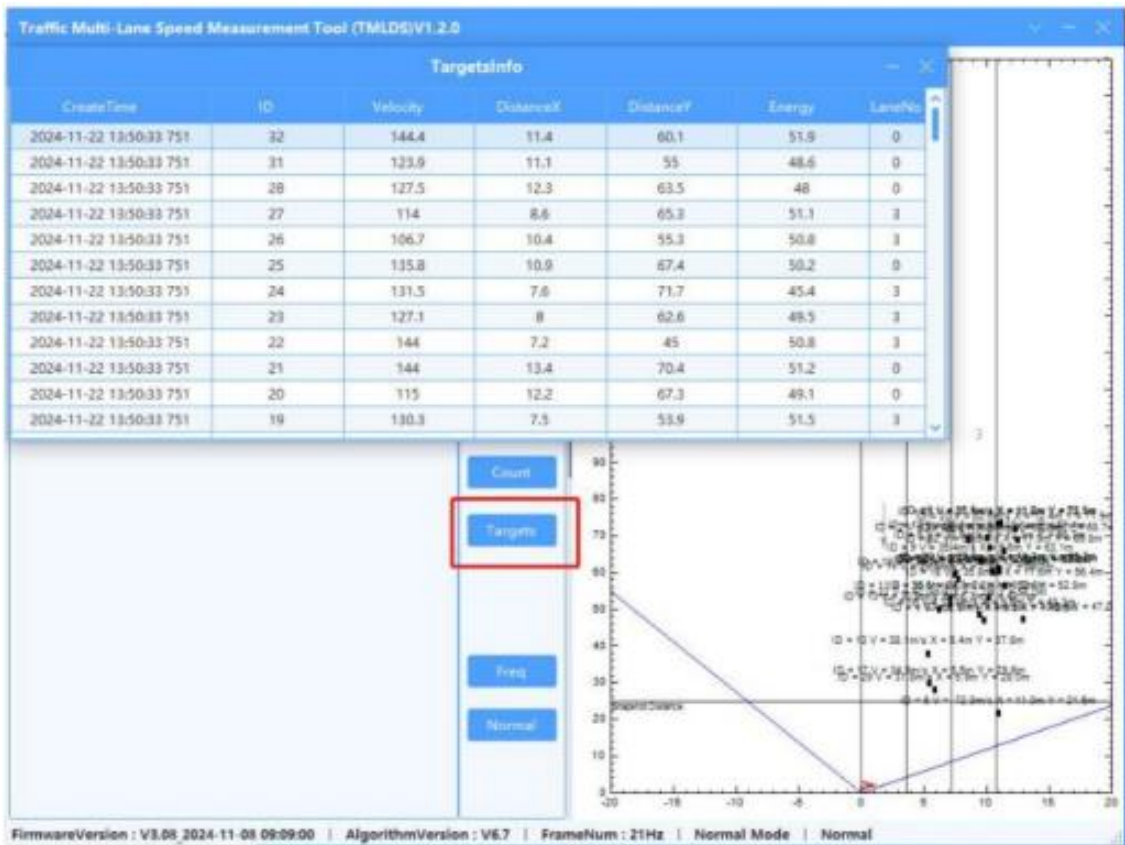 Traffic Multi-Lane Speed Measurement Tool (TMLDS)V1.2.0
TargetsInfo
CreateTime ID Velocity DistanceX DistanceY Energy LaneNo
2024-11-22 13:50:33 751 32 144.4 11.4 60.1 51.9 0
2024-11-22 13:50:33 751 31 123.9 11.1 55 48.6 0
2024-11-22 13:50:33 751 28 127.5 12.3 63.5 48 0
2024-11-22 13:50:33 751 27 114 8.6 65.3 51.1 3
2024-11-22 13:50:33 751 26 106.7 10.4 55.3 50.8 3
2024-11-22 13:50:33 751 25 135.8 10.9 67.4 50.2 0
2024-11-22 13:50:33 751 24 131.5 7.6 71.7 45.4 3
2024-11-22 13:50:33 751 23 127.1 8 62.6 49.5 3
2024-11-22 13:50:33 751 22 144 7.2 45 50.8 3
2024-11-22 13:50:33 751 21 144 13.4 70.4 51.2 0
2024-11-22 13:50:33 751 20 115 12.2 67.3 49.1 0
2024-11-22 13:50:33 751 19 130.3 7.5 53.9 51.5 3
3
Count
Targets
Freq
Normal
90
80
70
60
50
40
30
Snapshot Distance
20
10
0
-20 -15 -10 -5 0 5 10 15 20
FirmwareVersion : V3.08_2024-11-08 09:09:00 | AlgorithmVersion : V6.7 | FrameNum : 21Hz | Normal Mode | Normal